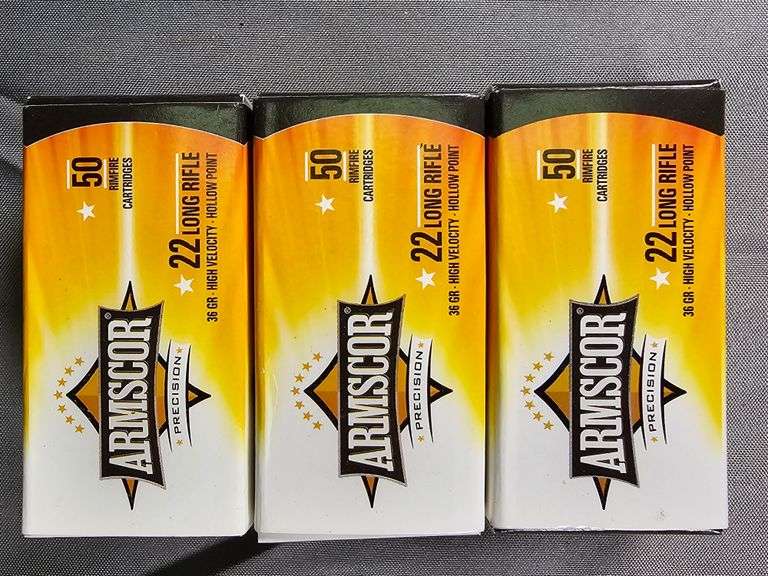 50
RIMFIRE
CARTRIDGES
22 LONG RIFLE
36 GR · HIGH VELOCITY · HOLLOW POINT
ARMSCOR®
PRECISION
50
RIMFIRE
CARTRIDGES
22 LONG RIFLE
36 GR · HIGH VELOCITY · HOLLOW POINT
ARMSCOR®
PRECISION
50
RIMFIRE
CARTRIDGES
22 LONG RIFLE
36 GR · HIGH VELOCITY · HOLLOW POINT
ARMSCOR®
PRECISION